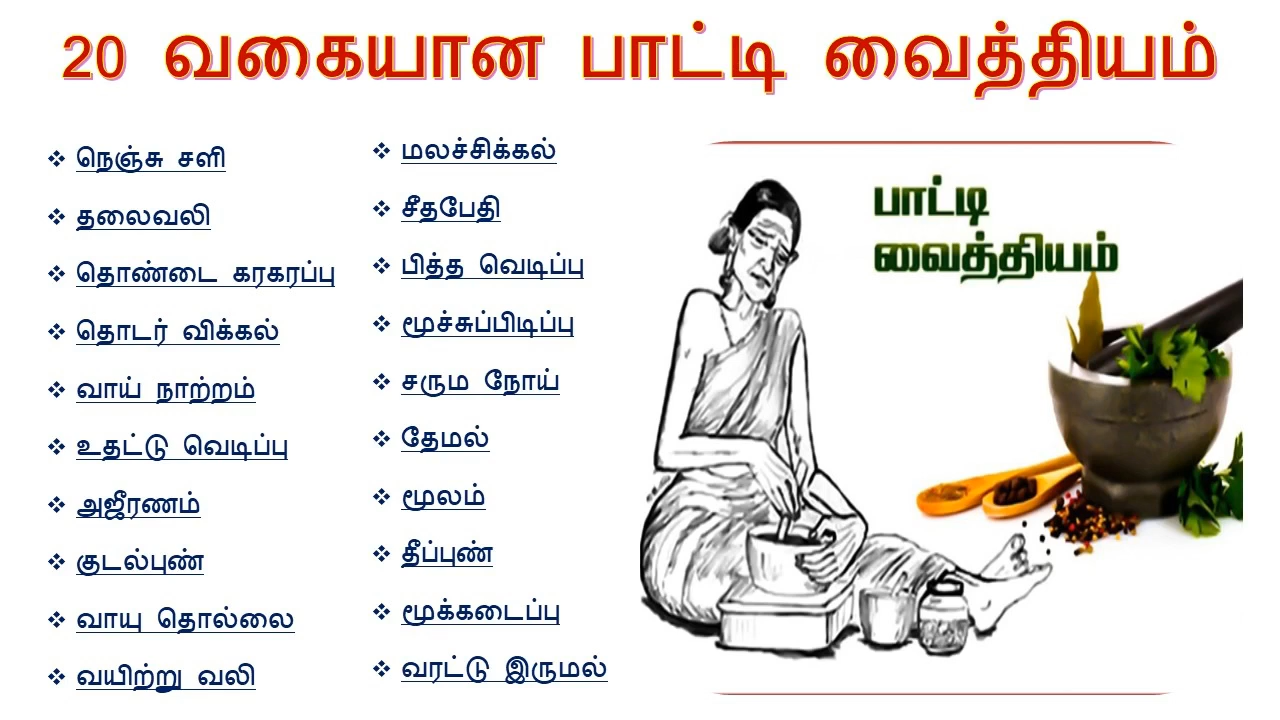 20 வகையான பாட்டி வைத்தியம்
❖ நெஞ்சு சளி
❖ தலைவலி
❖ தொண்டை கரகரப்பு
❖ தொடர் விக்கல்
❖ வாய் நாற்றம்
❖ உதட்டு வெடிப்பு
❖ அஜீரணம்
❖ குடல்புண்
❖ வாயு தொல்லை
❖ வயிற்று வலி
❖ மலச்சிக்கல்
❖ சீதபேதி
❖ பித்த வெடிப்பு
❖ மூச்சுப்பிடிப்பு
❖ சரும நோய்
❖ தேமல்
❖ மூலம்
❖ தீப்புண்
❖ மூக்கடைப்பு
❖ வரட்டு இருமல்
பாட்டி
வைத்தியம்